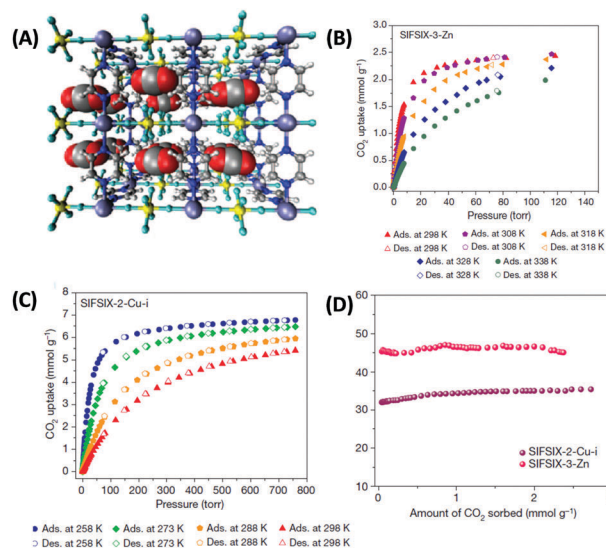 (A)
(B)
SIFSIX-3-Zn
CO2 uptake (mmol g⁻¹)
3.0
2.5
2.0
1.5
1.0
0.5
0.0
0 20 40 60 80 100 120
Pressure (torr)
Ads. at 298 K Ads. at 308 K Ads. at 318 K
Des. at 298 K Des. at 308 K Des. at 318 K
Ads. at 328 K Ads. at 338 K
Des. at 328 K Des. at 338 K
(C)
SIFSIX-2-Cu-i
CO2 uptake (mmol g⁻¹)
8
7
6
5
4
3
2
1
0
0 100 200 300 400 500 600 700 800
Pressure (torr)
Ads. at 258 K Ads. at 273 K Ads. at 288 K Ads. at 298 K
Des. at 258 K Des. at 273 K Des. at 288 K Des. at 298 K
(D)
60
50
40
30
20
10
SIFSIX-2-Cu-i
SIFSIX-3-Zn
0 1 2
Amount of CO2 sorbed (mmol g⁻¹)